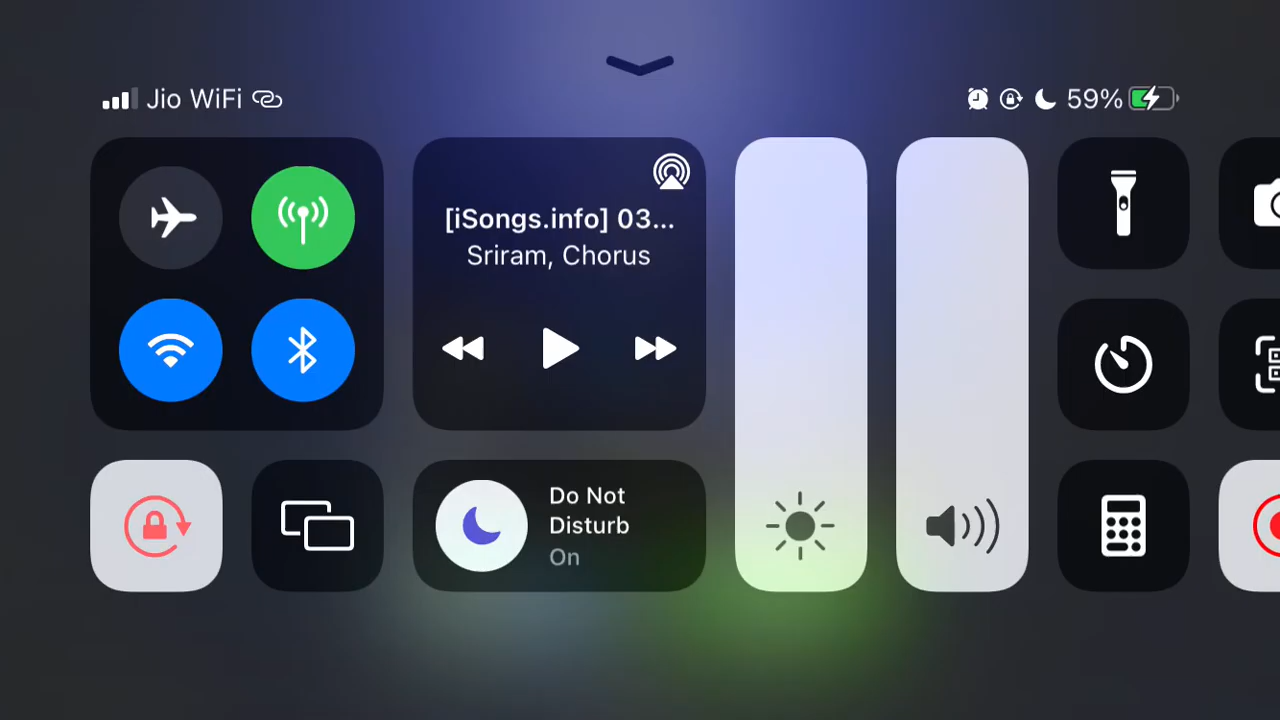 Jio WiFi
59%
[iSongs.info] 03...
Sriram, Chorus
Do Not
Disturb
On